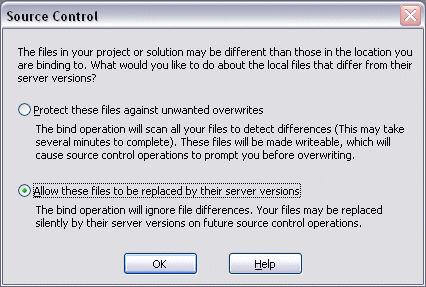 Source Control
The files in your project or solution may be different than those in the location you
are binding to. What would you like to do about the local files that differ from their
server versions?
Protect these files against unwanted overwrites
The bind operation will scan all your files to detect differences (This may take
several minutes to complete). These files will be made writeable, which will
cause source control operations to prompt you before overwriting.
Allow these files to be replaced by their server versions
The bind operation will ignore file differences. Your files may be replaced
silently by their server versions on future source control operations.
OK
Help